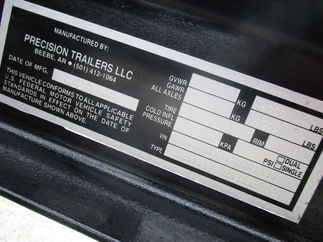 MANUFACTURED BY:
PRECISION TRAILERS LLC
BEEBE, AR • (501) 412-1064
DATE OF MFG.
THIS VEHICLE CONFORMS TO ALL APPLICABLE
U.S. FEDERAL MOTOR VEHICLE SAFETY
STANDARDS IN EFFECT ON THE DATE OF
MANUFACTURE SHOWN ABOVE.
GVWR KG LBS
GAWR
ALL AXLES KG LBS
TIRE RIM
COLD INFL.
PRESSURE KPA PSI DUAL
SINGLE
VIN
TYPE